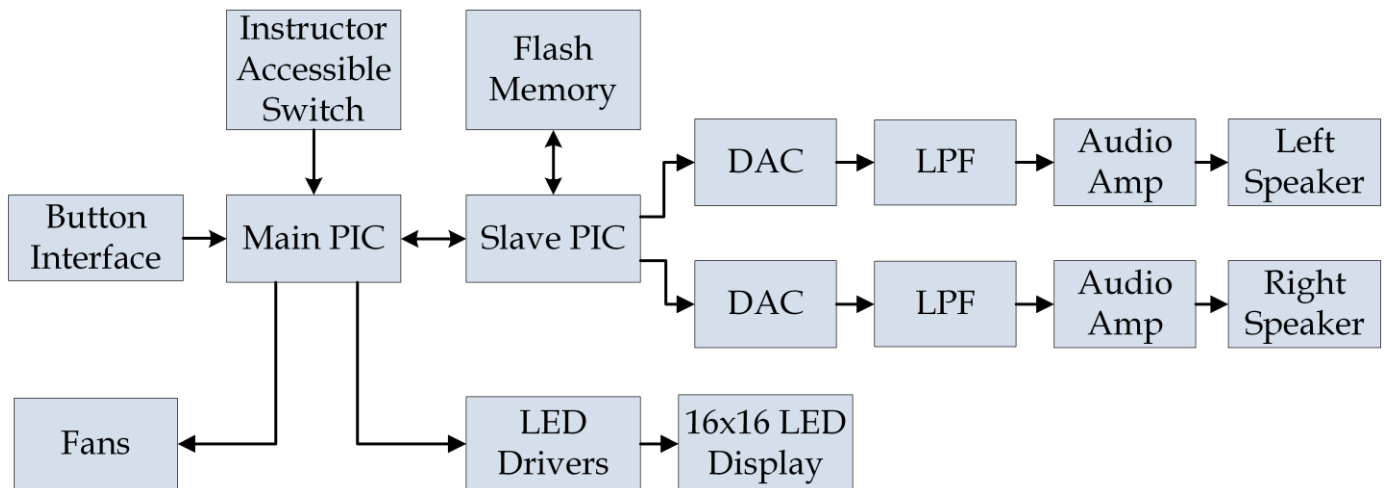 Instructor
Accessible
Switch
Flash
Memory
DAC
LPF
Audio
Amp
Left
Speaker
Button
Interface
Main PIC
Slave PIC
DAC
LPF
Audio
Amp
Right
Speaker
Fans
LED
Drivers
16x16 LED
Display